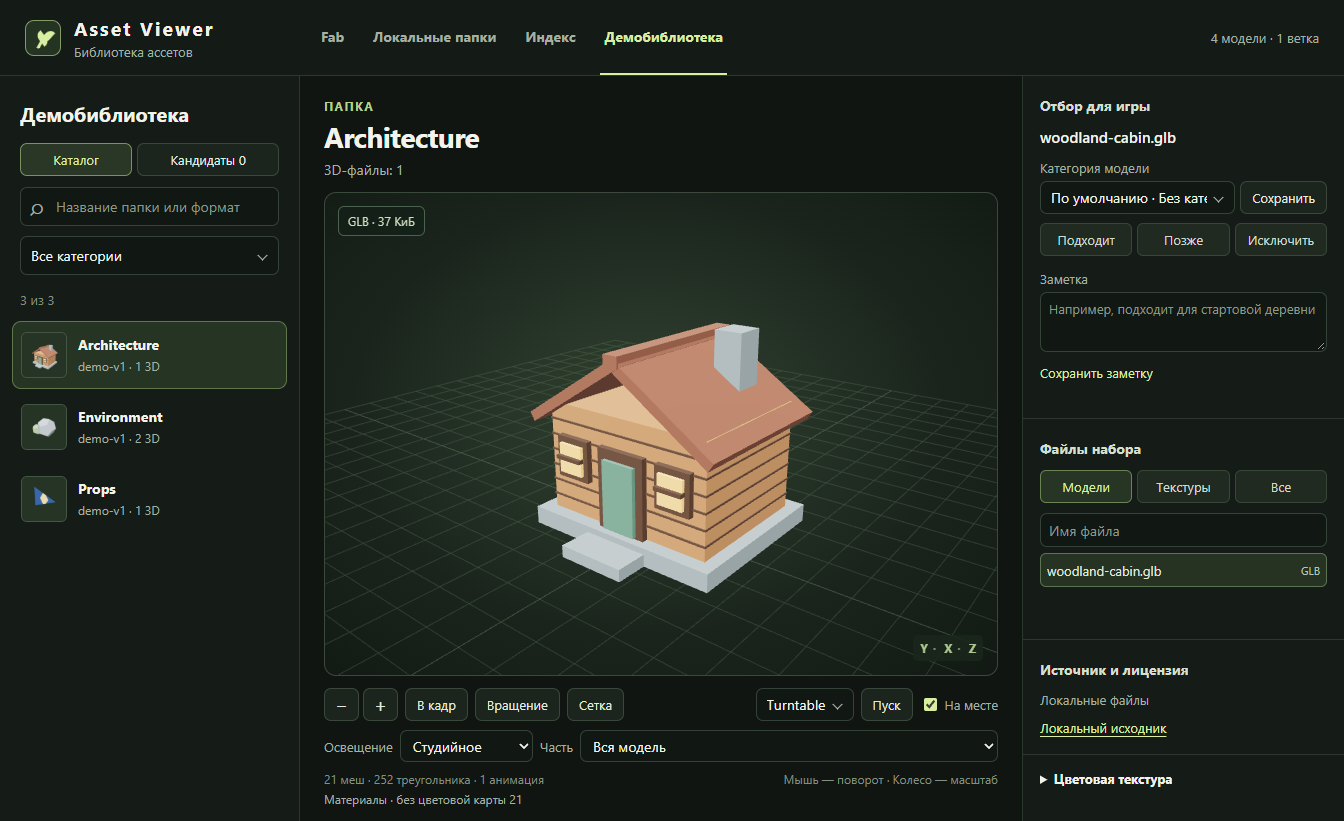 Asset Viewer
Библиотека ассетов
Fab
Локальные папки
Индекс
Демобиблиотека
4 модели · 1 ветка
Демобиблиотека
Каталог
Кандидаты 0
Название папки или формат
Все категории
3 из 3
Architecture
demo-v1 · 1 3D
Environment
demo-v1 · 2 3D
Props
demo-v1 · 1 3D
ПАПКА
Architecture
3D-файлы: 1
GLB · 37 КиБ
Y · X · Z
−
+
В кадр
Вращение
Сетка
Turntable
Пуск
На месте
Освещение
Студийное
Часть
Вся модель
21 меш · 252 треугольника · 1 анимация
Мышь — поворот · Колесо — масштаб
Материалы · без цветовой карты 21
Отбор для игры
woodland-cabin.glb
Категория модели
По умолчанию · Без кате
Сохранить
Подходит
Позже
Исключить
Заметка
Например, подходит для стартовой деревни
Сохранить заметку
Файлы набора
Модели
Текстуры
Все
Имя файла
woodland-cabin.glb
GLB
Источник и лицензия
Локальные файлы
Локальный исходник
Цветовая текстура